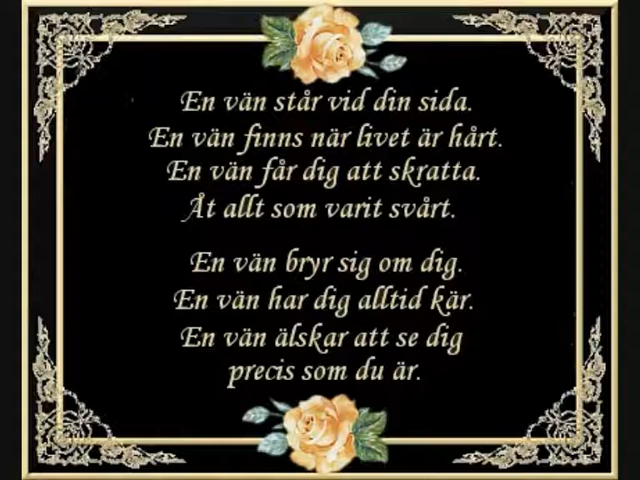 En vän står vid din sida.
En vän finns när livet är hårt.
En vän får dig att skratta.
Åt allt som varit svårt.
En vän bryr sig om dig.
En vän har dig alltid kär.
En vän älskar att se dig
precis som du är.